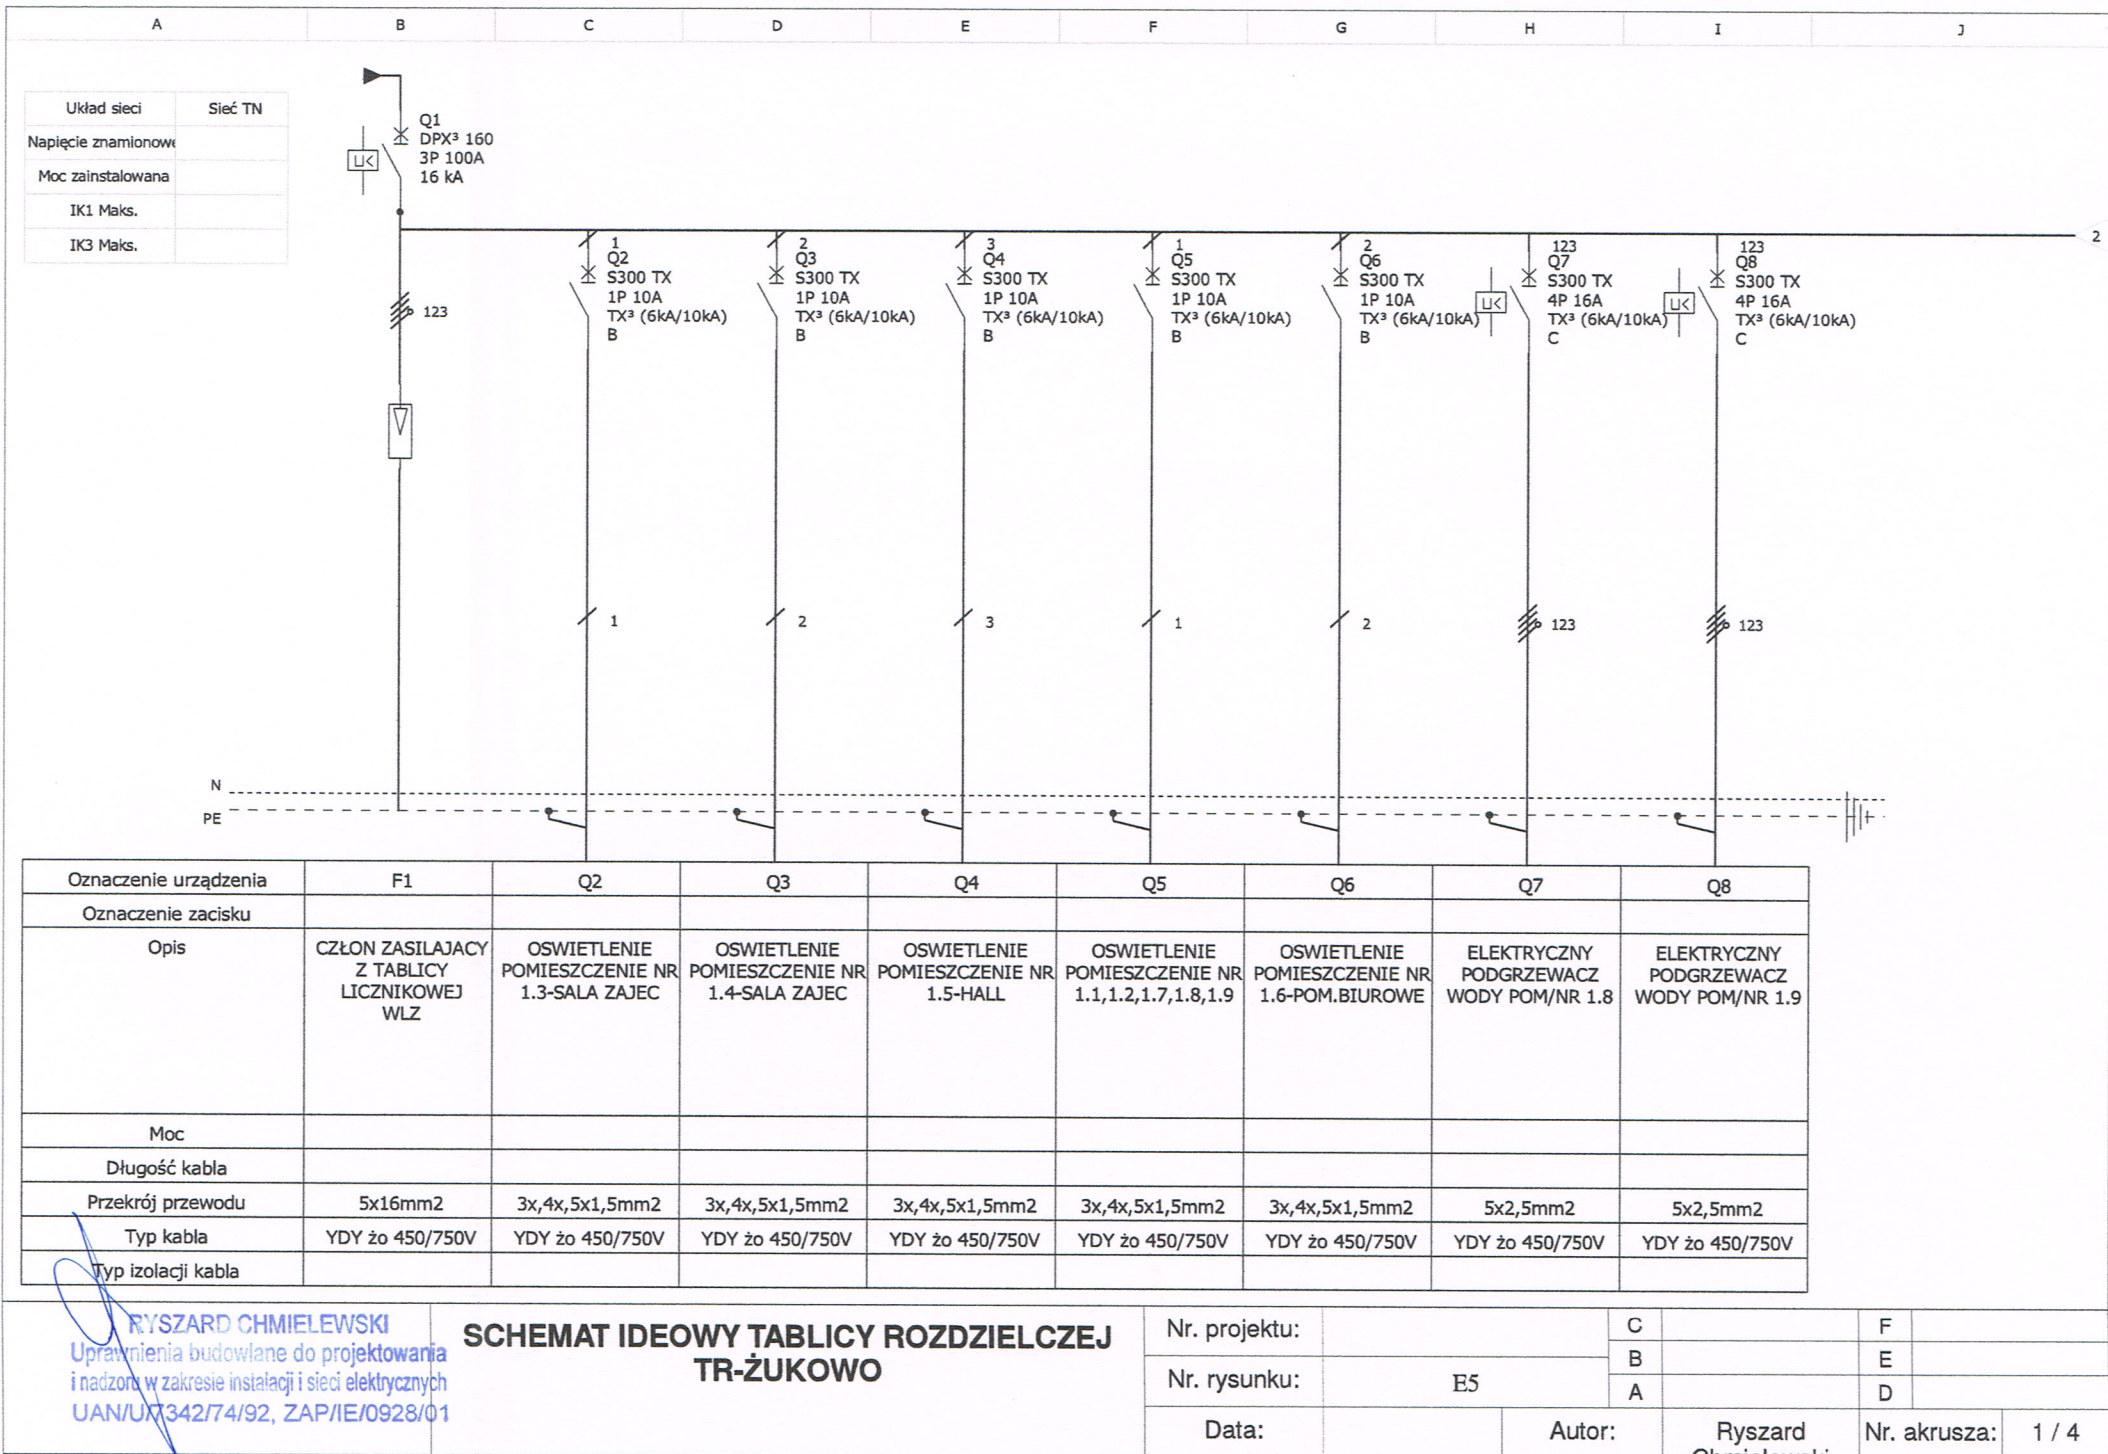 A B C D E F G H I J
Układ sieci Sieć TN
Napięcie znamionow
Moc zainstalowana
IK1 Maks.
IK3 Maks.
U<
Q1
DPX³ 160
3P 100A
16 kA
123
1
Q2
S300 TX
1P 10A
TX³ (6kA/10kA)
B
2
Q3
S300 TX
1P 10A
TX³ (6kA/10kA)
B
3
Q4
S300 TX
1P 10A
TX³ (6kA/10kA)
B
1
Q5
S300 TX
1P 10A
TX³ (6kA/10kA)
B
2
Q6
S300 TX
1P 10A
TX³ (6kA/10kA)
B
U<
123
Q7
S300 TX
4P 16A
TX³ (6kA/10kA)
C
U<
123
Q8
S300 TX
4P 16A
TX³ (6kA/10kA)
C
2
1 2 3 1 2 123 123
N
PE
Oznaczenie urządzenia F1 Q2 Q3 Q4 Q5 Q6 Q7 Q8
Oznaczenie zacisku
Opis
CZŁON ZASILAJACY
Z TABLICY
LICZNIKOWEJ
WLZ
OSWIETLENIE
POMIESZCZENIE NR
1.3-SALA ZAJEC
OSWIETLENIE
POMIESZCZENIE NR
1.4-SALA ZAJEC
OSWIETLENIE
POMIESZCZENIE NR
1.5-HALL
OSWIETLENIE
POMIESZCZENIE NR
1.1,1.2,1.7,1.8,1.9
OSWIETLENIE
POMIESZCZENIE NR
1.6-POM.BIUROWE
ELEKTRYCZNY
PODGRZEWACZ
WODY POM/NR 1.8
ELEKTRYCZNY
PODGRZEWACZ
WODY POM/NR 1.9
Moc
Długość kabla
Przekrój przewodu 5x16mm2 3x,4x,5x1,5mm2 3x,4x,5x1,5mm2 3x,4x,5x1,5mm2 3x,4x,5x1,5mm2 3x,4x,5x1,5mm2 5x2,5mm2 5x2,5mm2
Typ kabla YDY żo 450/750V YDY żo 450/750V YDY żo 450/750V YDY żo 450/750V YDY żo 450/750V YDY żo 450/750V YDY żo 450/750V YDY żo 450/750V
Typ izolacji kabla
RYSZARD CHMIELEWSKI
Uprawnienia budowlane do projektowania
i nadzoru w zakresie instalacji i sieci elektrycznych
UAN/U/7342/74/92, ZAP/IE/0928/01
SCHEMAT IDEOWY TABLICY ROZDZIELCZEJ
TR-ŻUKOWO
Nr. projektu:
Nr. rysunku: E5
C F
B E
A D
Data:
Autor: Ryszard
Nr. akrusza: 1 / 4